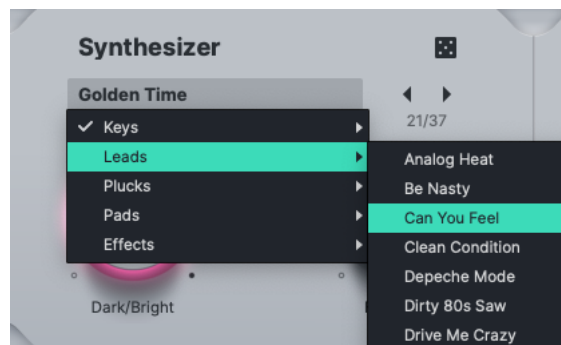 Synthesizer
Golden Time
21/37
Keys
Leads
Plucks
Pads
Effects
Analog Heat
Be Nasty
Can You Feel
Clean Condition
Depeche Mode
Dirty 80s Saw
Drive Me Crazy
Dark/Bright